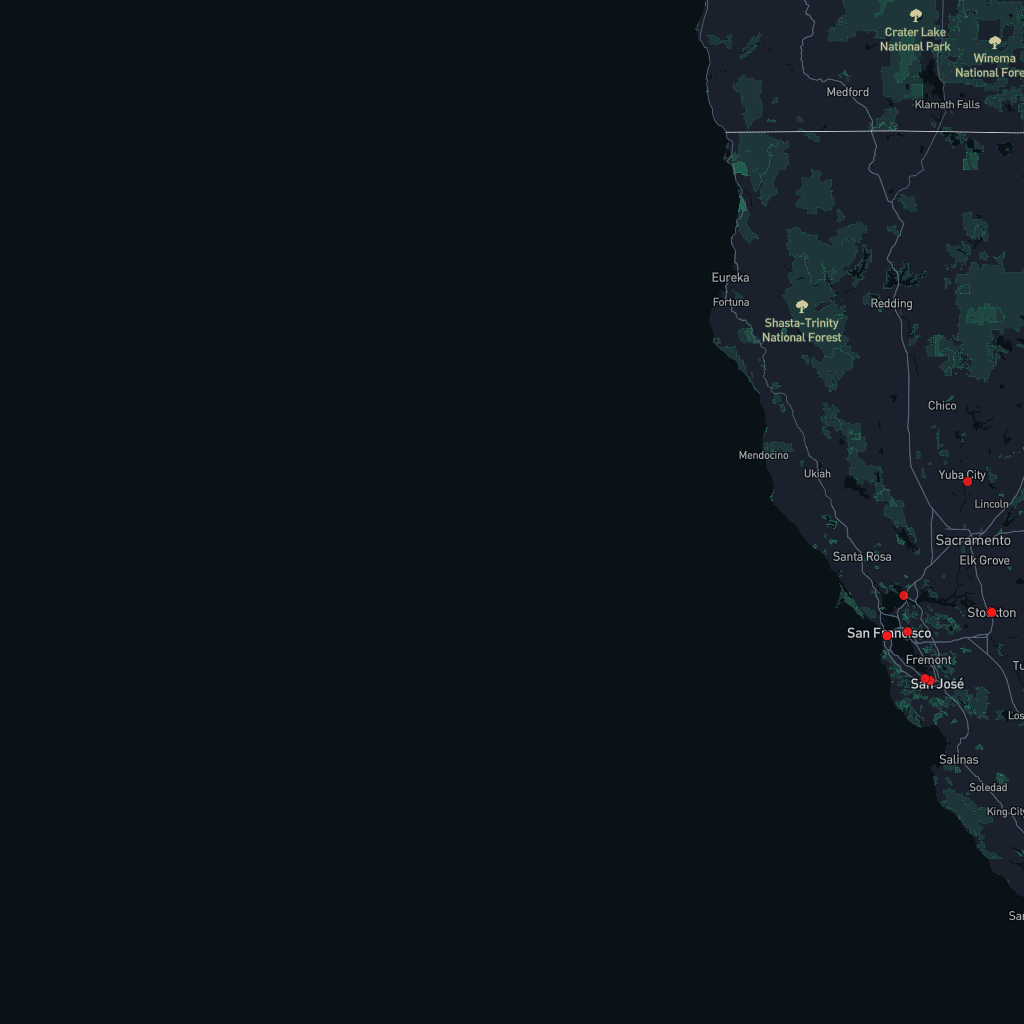 Crater Lake
National Park
Winema
National Fore
Medford
Klamath Falls
Eureka
Fortuna
Redding
Shasta-Trinity
National Forest
Chico
Mendocino
Ukiah
Yuba City
Lincoln
Sacramento
Santa Rosa
Elk Grove
Stockton
San Francisco
Fremont
Tu
San José
Los
Salinas
Soledad
King City
San